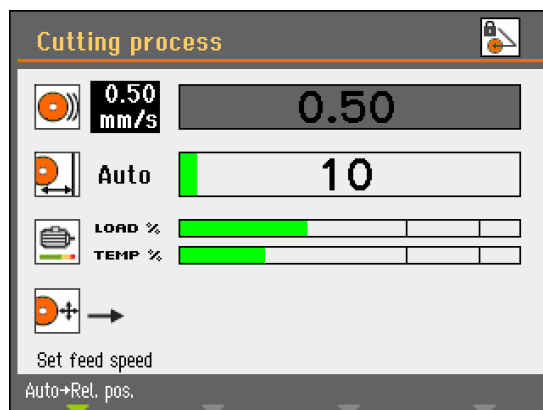 Cutting process
0.50
mm/s
0.50
Auto
10
LOAD %
TEMP %
Set feed speed
Auto→Rel. pos.